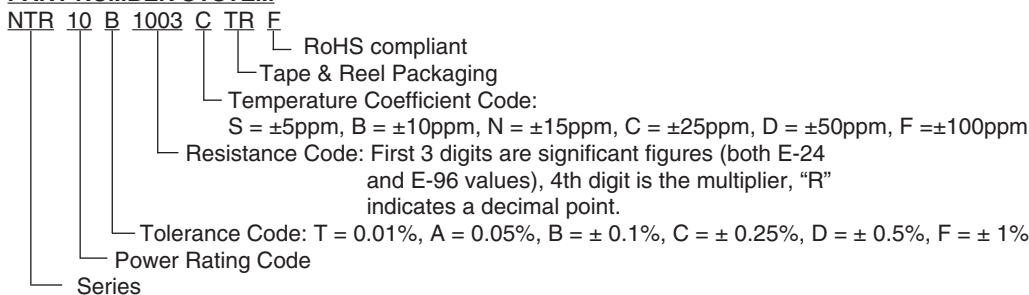 PART NUMBER SYSTEM
NTR 10 B 1003 C TR F
RoHS compliant
Tape & Reel Packaging
Temperature Coefficient Code:
S = ±5ppm, B = ±10ppm, N = ±15ppm, C = ±25ppm, D = ±50ppm, F =±100ppm
Resistance Code: First 3 digits are significant figures (both E-24
and E-96 values), 4th digit is the multiplier, “R”
indicates a decimal point.
Tolerance Code: T = 0.01%, A = 0.05%, B = ± 0.1%, C = ± 0.25%, D = ± 0.5%, F = ± 1%
Power Rating Code
Series